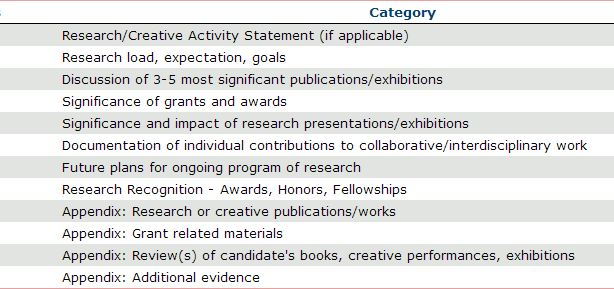 Category
Research/Creative Activity Statement (if applicable)
Research load, expectation, goals
Discussion of 3-5 most significant publications/exhibitions
Significance of grants and awards
Significance and impact of research presentations/exhibitions
Documentation of individual contributions to collaborative/interdisciplinary work
Future plans for ongoing program of research
Research Recognition - Awards, Honors, Fellowships
Appendix: Research or creative publications/works
Appendix: Grant related materials
Appendix: Review(s) of candidate's books, creative performances, exhibitions
Appendix: Additional evidence